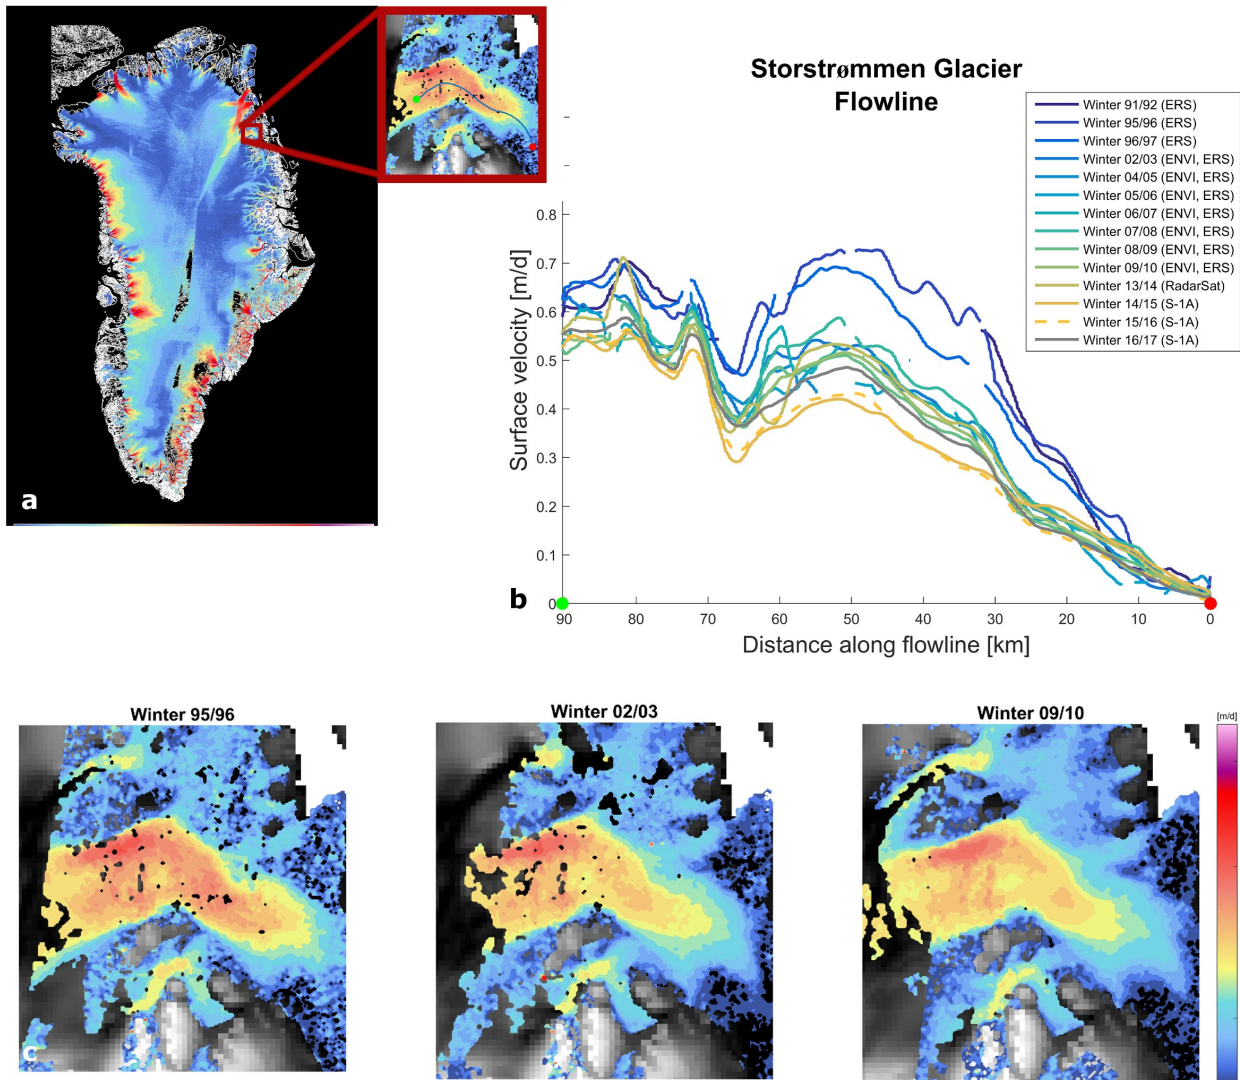 a
Storstrømmen Glacier
Flowline
Winter 91/92 (ERS)
Winter 95/96 (ERS)
Winter 96/97 (ERS)
Winter 02/03 (ENVI, ERS)
Winter 04/05 (ENVI, ERS)
Winter 05/06 (ENVI, ERS)
Winter 06/07 (ENVI, ERS)
Winter 07/08 (ENVI, ERS)
Winter 08/09 (ENVI, ERS)
Winter 09/10 (ENVI, ERS)
Winter 13/14 (RadarSat)
Winter 14/15 (S-1A)
Winter 15/16 (S-1A)
Winter 16/17 (S-1A)
Surface velocity [m/d]
0.8
0.7
0.6
0.5
0.4
0.3
0.2
0.1
0
b
90 80 70 60 50 40 30 20 10 0
Distance along flowline [km]
Winter 95/96
Winter 02/03
Winter 09/10
[m/d]
c